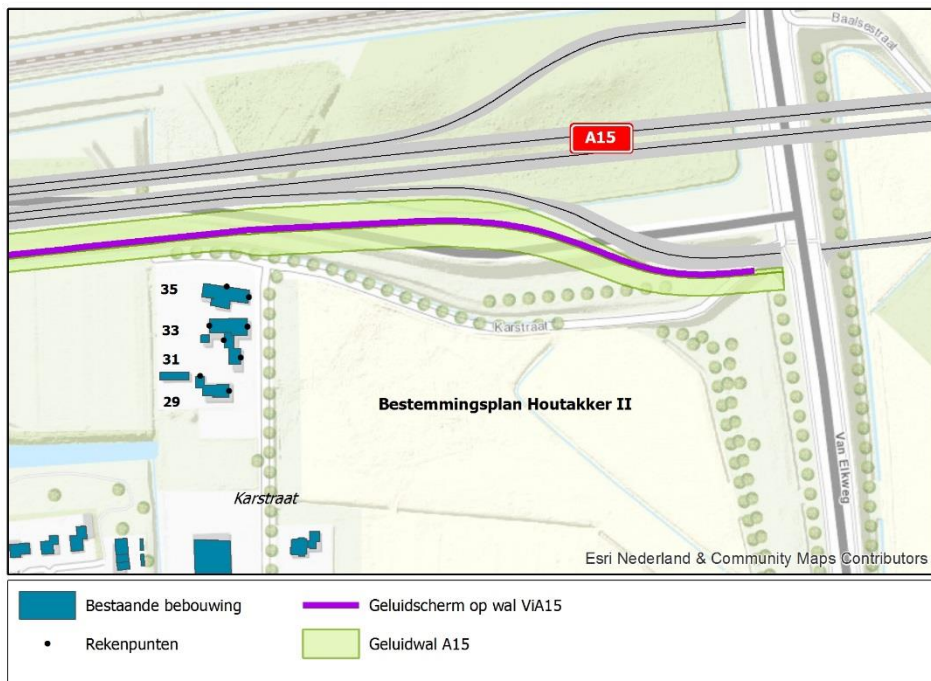 Baalsestraat
A15
35
33
31
29
Karstraat
Bestemmingsplan Houtakker II
Van Elkweg
Karstraat
Esri Nederland & Community Maps Contributors
Bestaande bebouwing
Geluidscherm op wal ViA15
Rekenpunten
Geluidwal A15